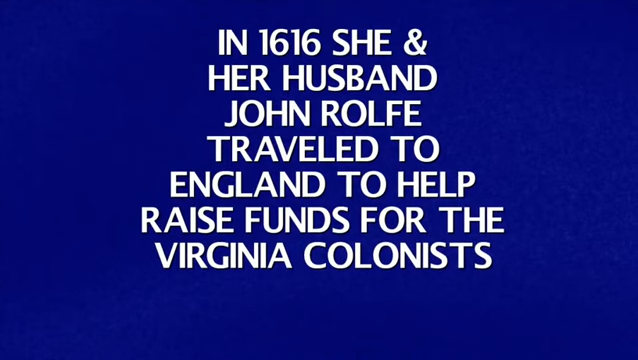 IN 1616 SHE &
HER HUSBAND
JOHN ROLFE
TRAVELED TO
ENGLAND TO HELP
RAISE FUNDS FOR THE
VIRGINIA COLONISTS